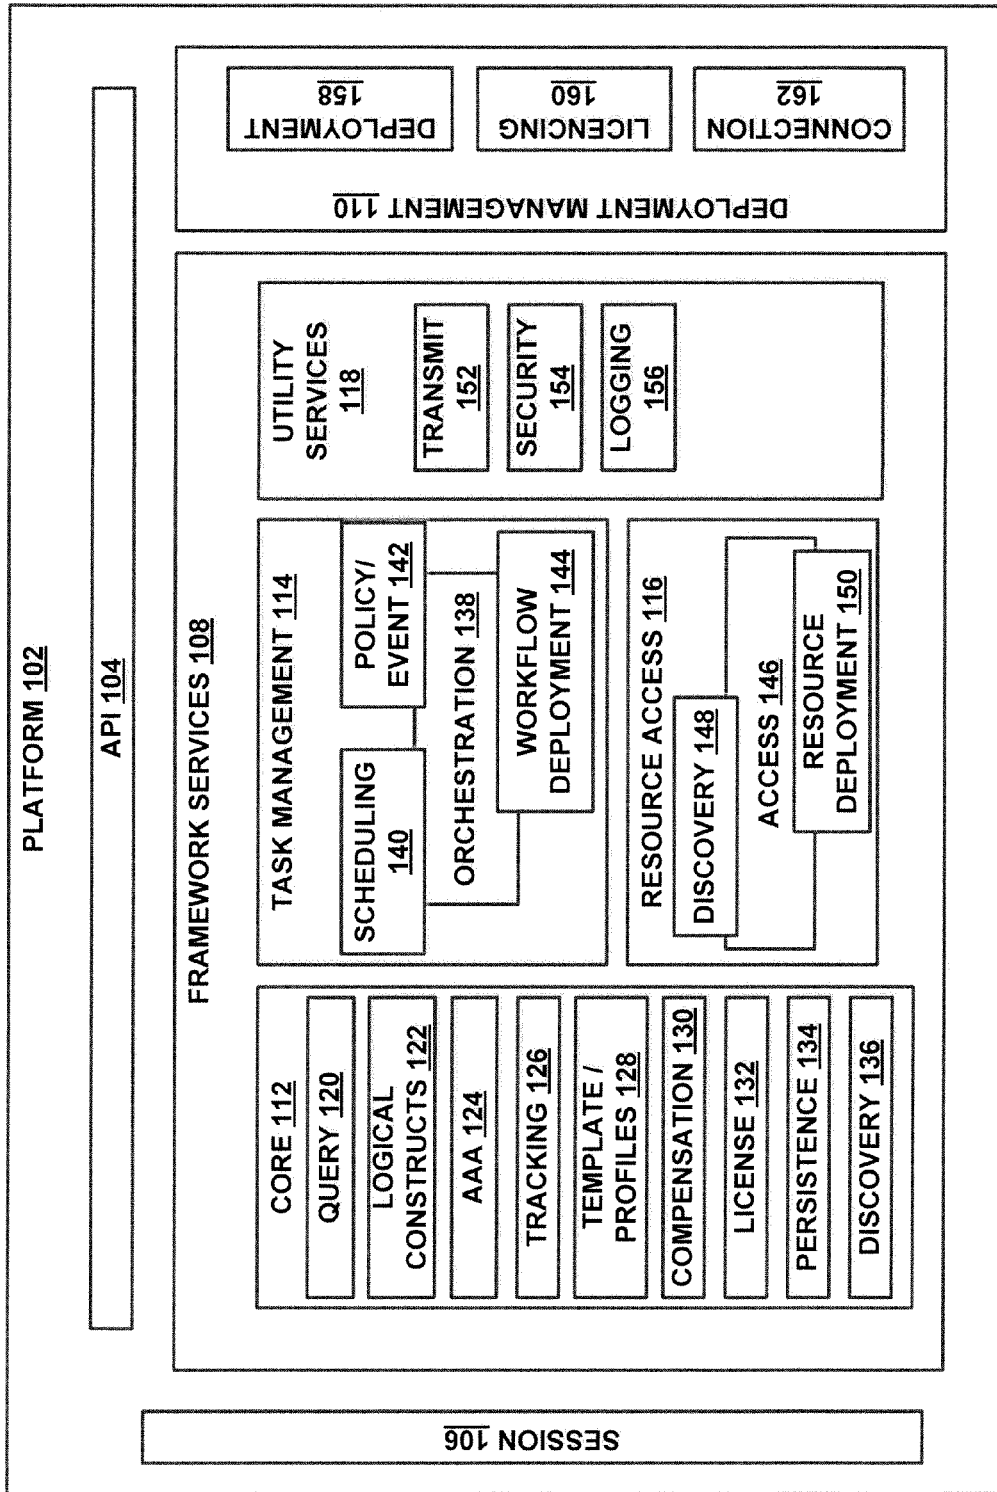 PLATFORM 102
API 104
SESSION 106
FRAMEWORK SERVICES 108
CORE 112
QUERY 120
LOGICAL
CONSTRUCTS 122
AAA 124
TRACKING 126
TEMPLATE /
PROFILES 128
COMPENSATION 130
LICENSE 132
PERSISTENCE 134
DISCOVERY 136
TASK MANAGEMENT 114
SCHEDULING
140
POLICY/
EVENT 142
ORCHESTRATION 138
WORKFLOW
DEPLOYMENT 144
RESOURCE ACCESS 116
DISCOVERY 148
ACCESS 146
RESOURCE
DEPLOYMENT 150
UTILITY
SERVICES
118
TRANSMIT
152
SECURITY
154
LOGGING
156
DEPLOYMENT MANAGEMENT 110
DEPLOYMENT
158
LICENCING
160
CONNECTION
162